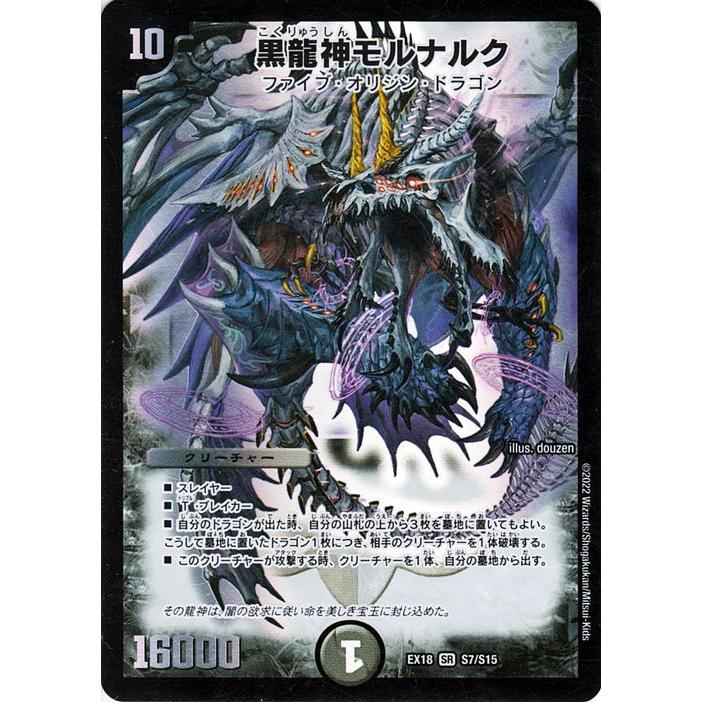 10
こくりゅうしん
黒龍神モルナルク
ファイブ・オリジン・ドラゴン
illus. douzen
クリーチャー
■ スレイヤー
■ T・ブレイカー
■ 自分のドラゴンが出た時、自分の山札の上から3枚を墓地に置いてもよい。
こうして墓地に置いたドラゴン1枚につき、相手のクリーチャーを1体破壊する。
■ このクリーチャーが攻撃する時、クリーチャーを1体、自分の墓地から出す。
その龍神は、闇の欲求に従い命を美しき宝玉に封じ込めた。
16000
1
EX18 SR S7/S15
©2022 Wizards/Shogakukan/Mitsui-Kids